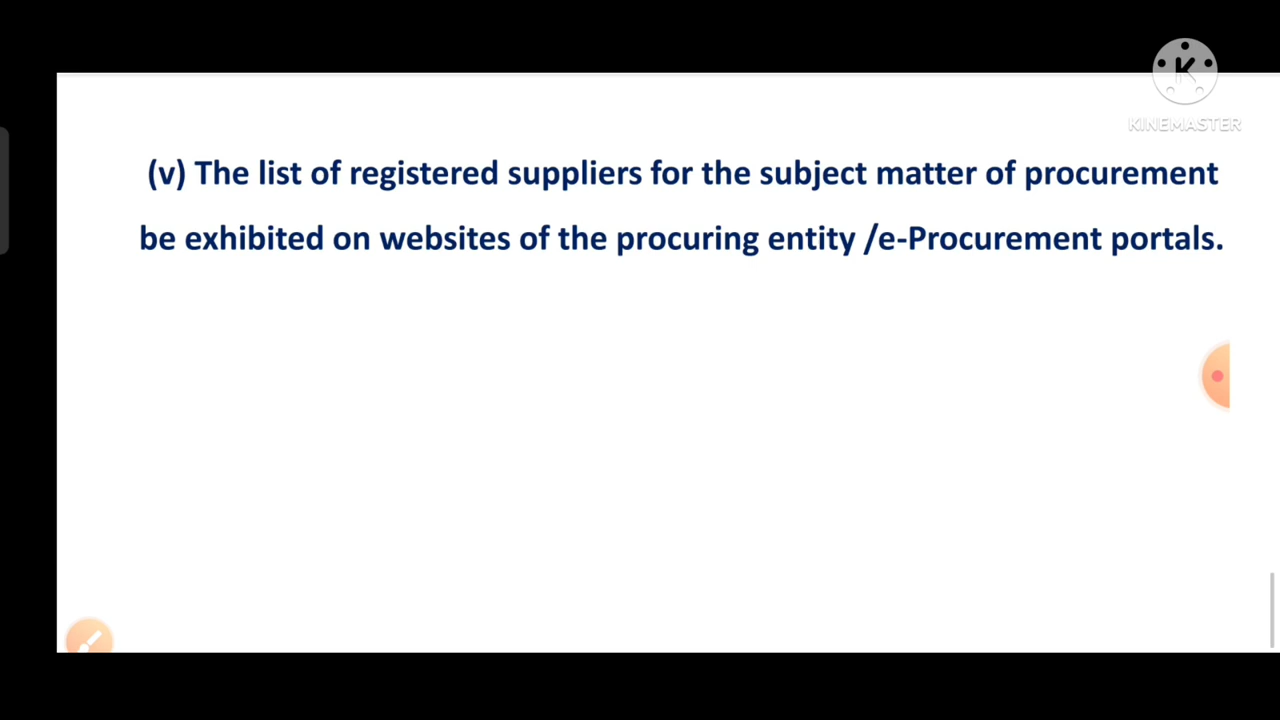 KINEMASTER
(v) The list of registered suppliers for the subject matter of procurement
be exhibited on websites of the procuring entity /e-Procurement portals.